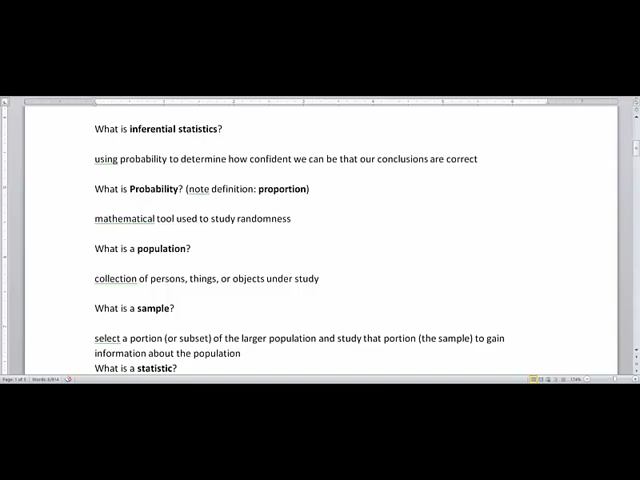 What is inferential statistics?
using probability to determine how confident we can be that our conclusions are correct
What is Probability? (note definition: proportion)
mathematical tool used to study randomness
What is a population?
collection of persons, things, or objects under study
What is a sample?
select a portion (or subset) of the larger population and study that portion (the sample) to gain
information about the population
What is a statistic?